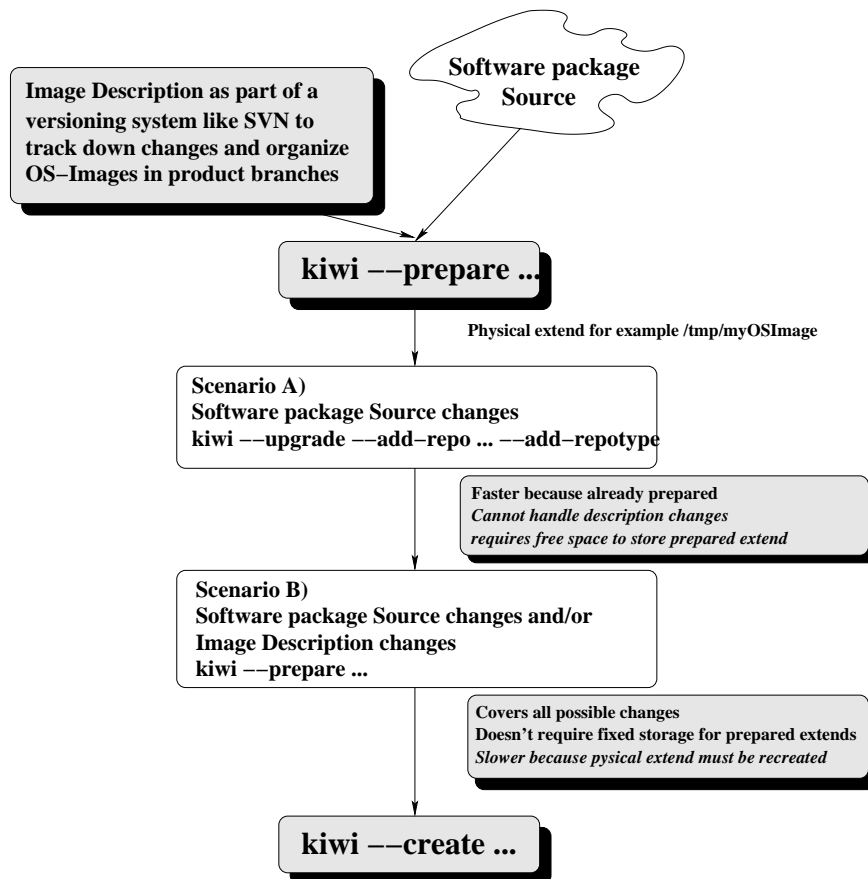 Image Description as part of a
versioning system like SVN to
track down changes and organize
OS−Images in product branches
Software package
Source
kiwi −−prepare ...
Physical extend for example /tmp/myOSImage
Scenario A)
Software package Source changes
kiwi −−upgrade −−add−repo ... −−add−repotype
Faster because already prepared
Cannot handle description changes
requires free space to store prepared extend
Scenario B)
Software package Source changes and/or
Image Description changes
kiwi −−prepare ...
Covers all possible changes
Doesn't require fixed storage for prepared extends
Slower because pysical extend must be recreated
kiwi −−create ...